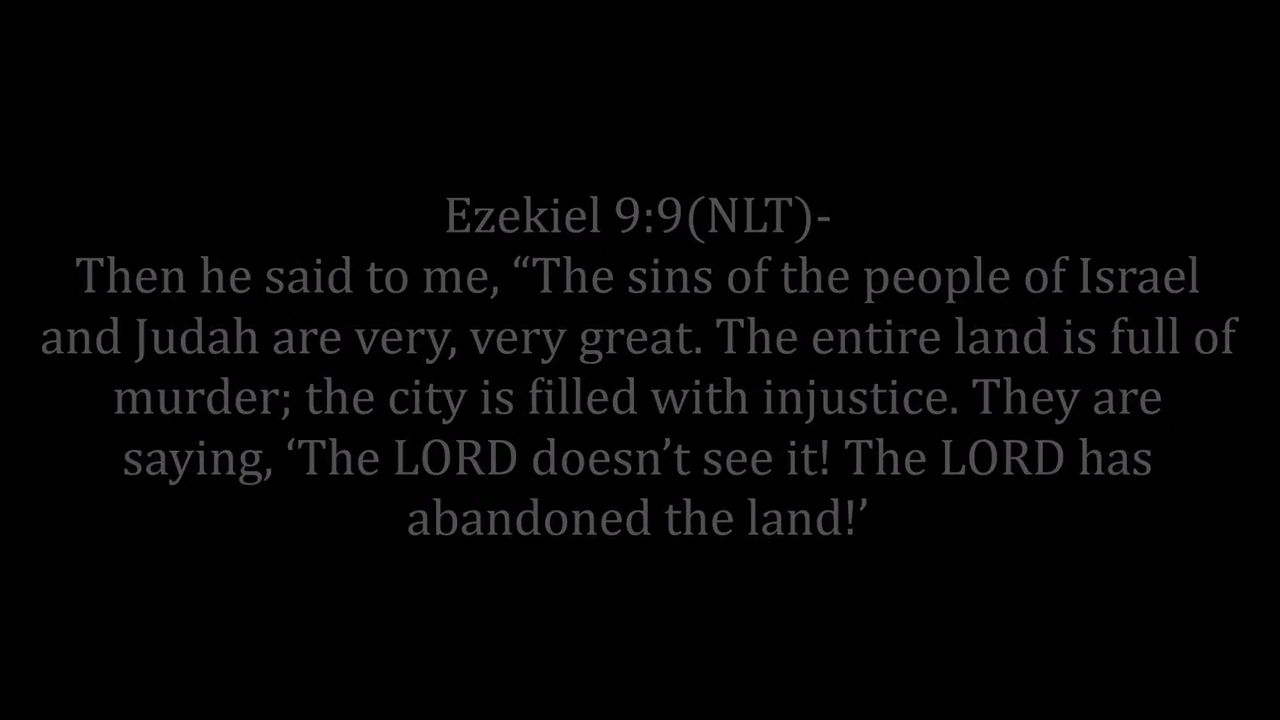 Ezekiel 9:9(NLT)-
Then he said to me, “The sins of the people of Israel
and Judah are very, very great. The entire land is full of
murder; the city is filled with injustice. They are
saying, ‘The LORD doesn’t see it! The LORD has
abandoned the land!’